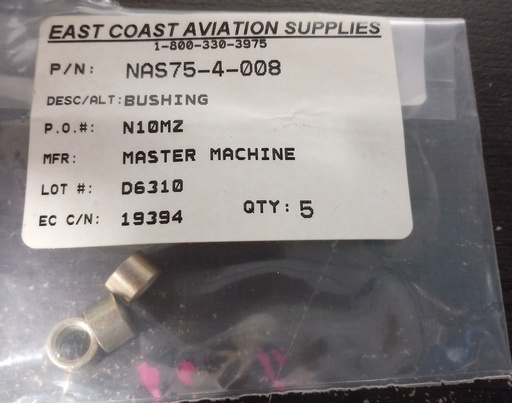 EAST COAST AVIATION SUPPLIES
1-800-330-3975
P/N: NAS75-4-008
DESC/ALT: BUSHING
P.O.#: N10MZ
MFR: MASTER MACHINE
LOT #: D6310
EC C/N: 19394 QTY: 5